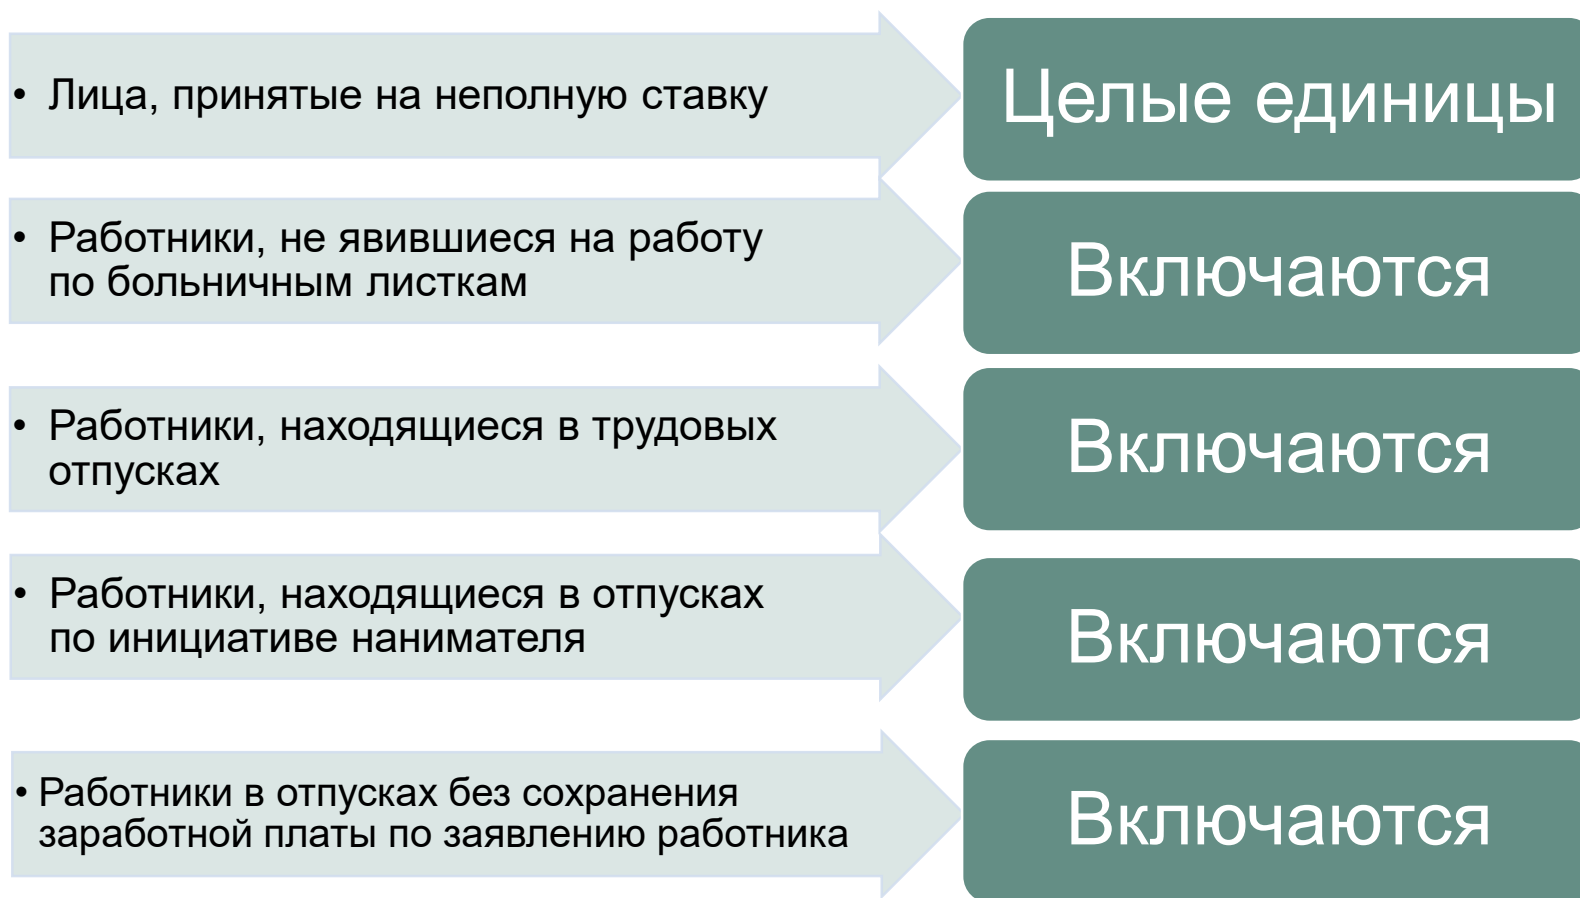 • Лица, принятые на неполную ставку
Целые единицы
• Работники, не явившиеся на работу
по больничным листкам
Включаются
• Работники, находящиеся в трудовых
отпусках
Включаются
• Работники, находящиеся в отпусках
по инициативе нанимателя
Включаются
• Работники в отпусках без сохранения
заработной платы по заявлению работника
Включаются